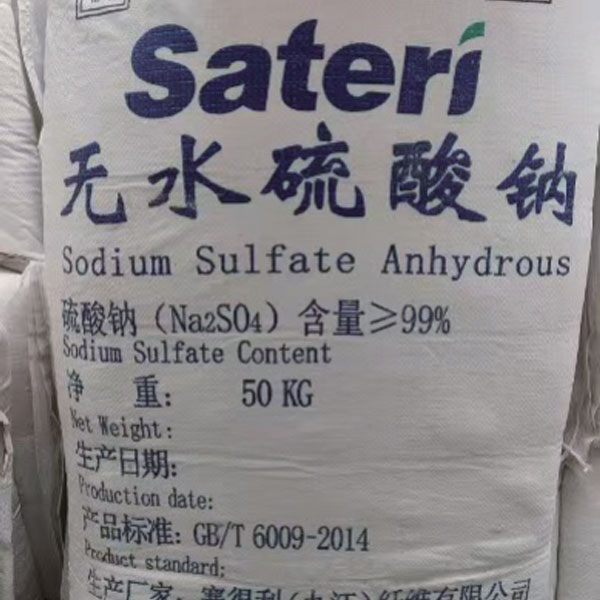 Sateri
无水硫酸钠
Sodium Sulfate Anhydrous
硫酸钠（Na2SO4）含量≥99%
Sodium Sulfate Content
净 重： 50 KG
Net Weight:
生产日期:
Production date:
产品标准: GB/T 6009-2014
Product standard:
生产厂家: 赛得利(九江)纤维有限公司